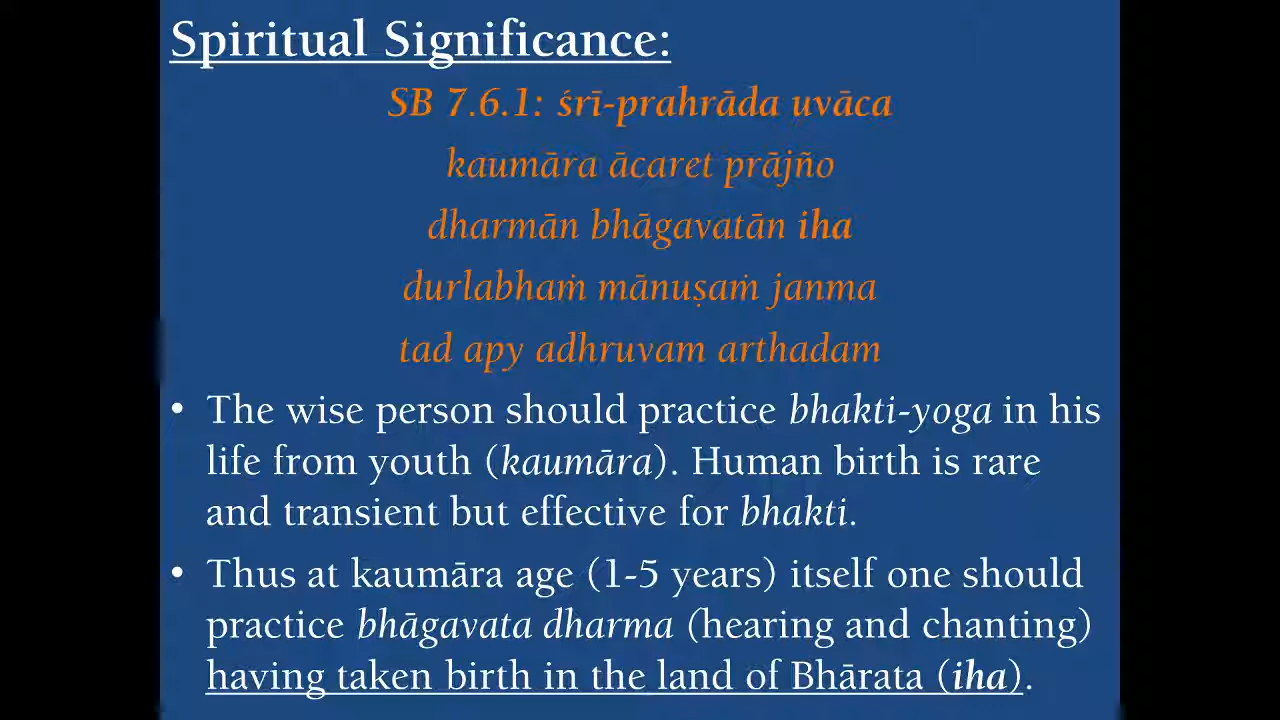 Spiritual Significance:
SB 7.6.1: śrī-prahrāda uvāca
kaumāra ācaret prājño
dharmān bhāgavatān iha
durlabhaṁ mānuṣaṁ janma
tad apy adhruvam arthadam
• The wise person should practice bhakti-yoga in his
life from youth (kaumāra). Human birth is rare
and transient but effective for bhakti.
• Thus at kaumāra age (1-5 years) itself one should
practice bhāgavata dharma (hearing and chanting)
having taken birth in the land of Bhārata (iha).